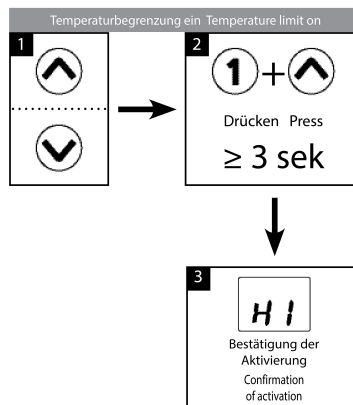 Temperaturbegrenzung ein Temperature limit on
1
2
1 +
Drücken Press
≥ 3 sek
3
HI
Bestätigung der
Aktivierung
Confirmation
of activation